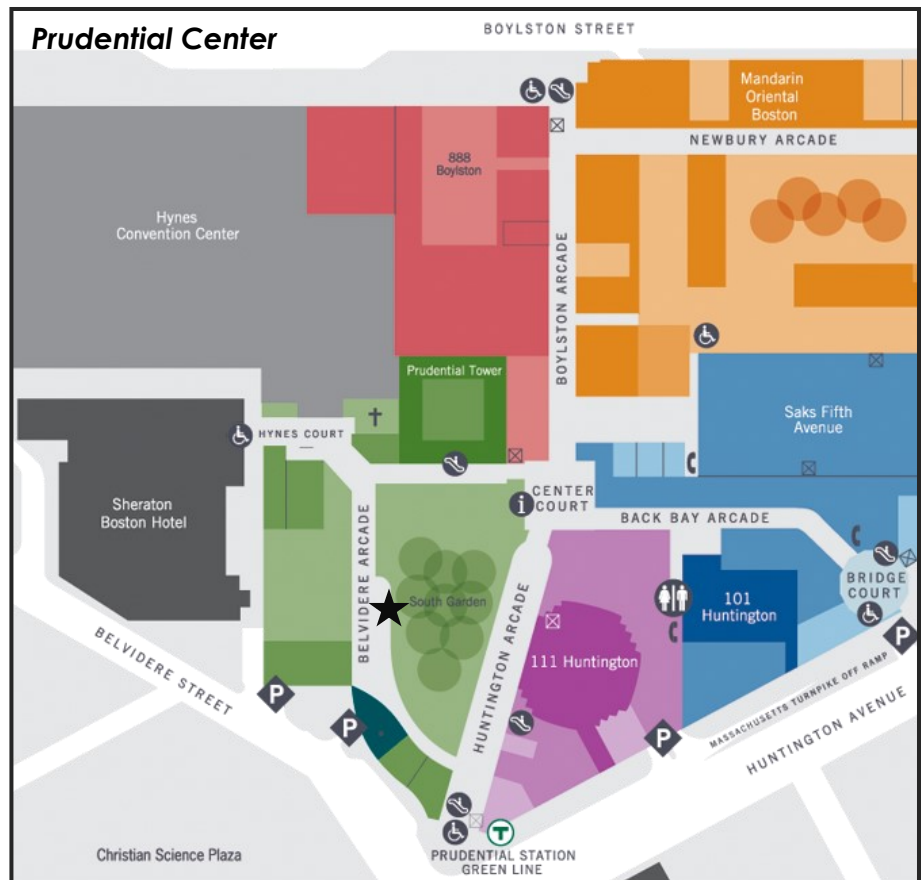 Prudential Center
BOYLSTON STREET
Mandarin
Oriental
Boston
NEWBURY ARCADE
888
Boylston
Hynes
Convention Center
BOYLSTON ARCADE
Prudential Tower
Saks Fifth
Avenue
HYNES COURT
Sheraton
Boston Hotel
i
CENTER
COURT
BACK BAY ARCADE
BELVIDERE ARCADE
South Garden
HUNTINGTON ARCADE
BRIDGE
COURT
101
Huntington
111 Huntington
BELVIDERE STREET
P
P
P
P
MASSACHUSETTS TURNPIKE OFF RAMP
HUNTINGTON AVENUE
T
PRUDENTIAL STATION
GREEN LINE
Christian Science Plaza